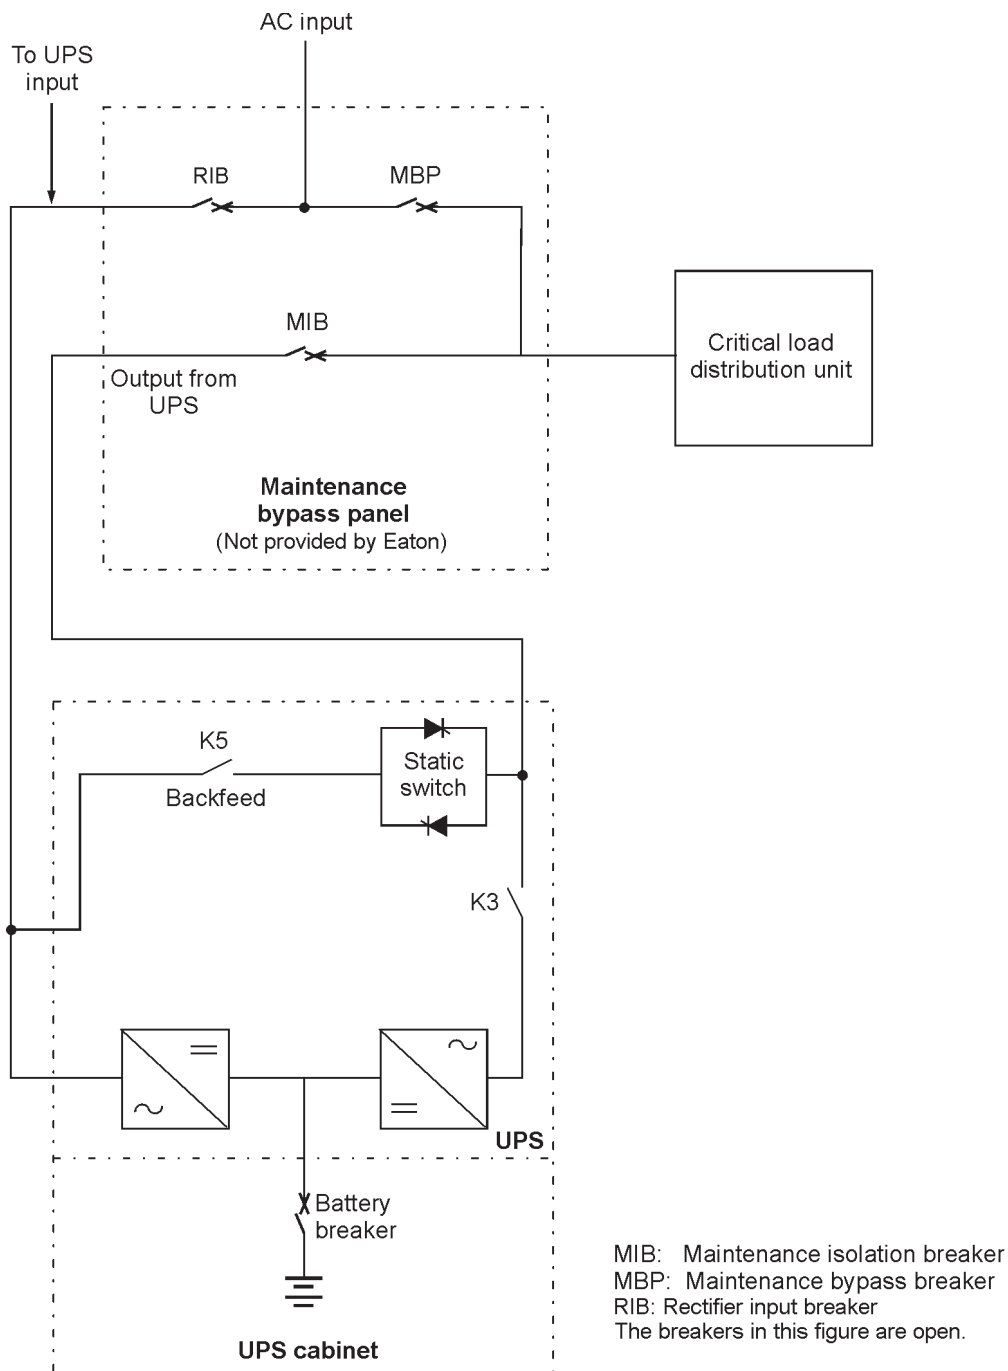 AC input
To UPS
input
RIB
MBP
MIB
Output from
UPS
Critical load
distribution unit
Maintenance
bypass panel
(Not provided by Eaton)
K5
Backfeed
Static
switch
K3
UPS
Battery
breaker
UPS cabinet
MIB: Maintenance isolation breaker
MBP: Maintenance bypass breaker
RIB: Rectifier input breaker
The breakers in this figure are open.